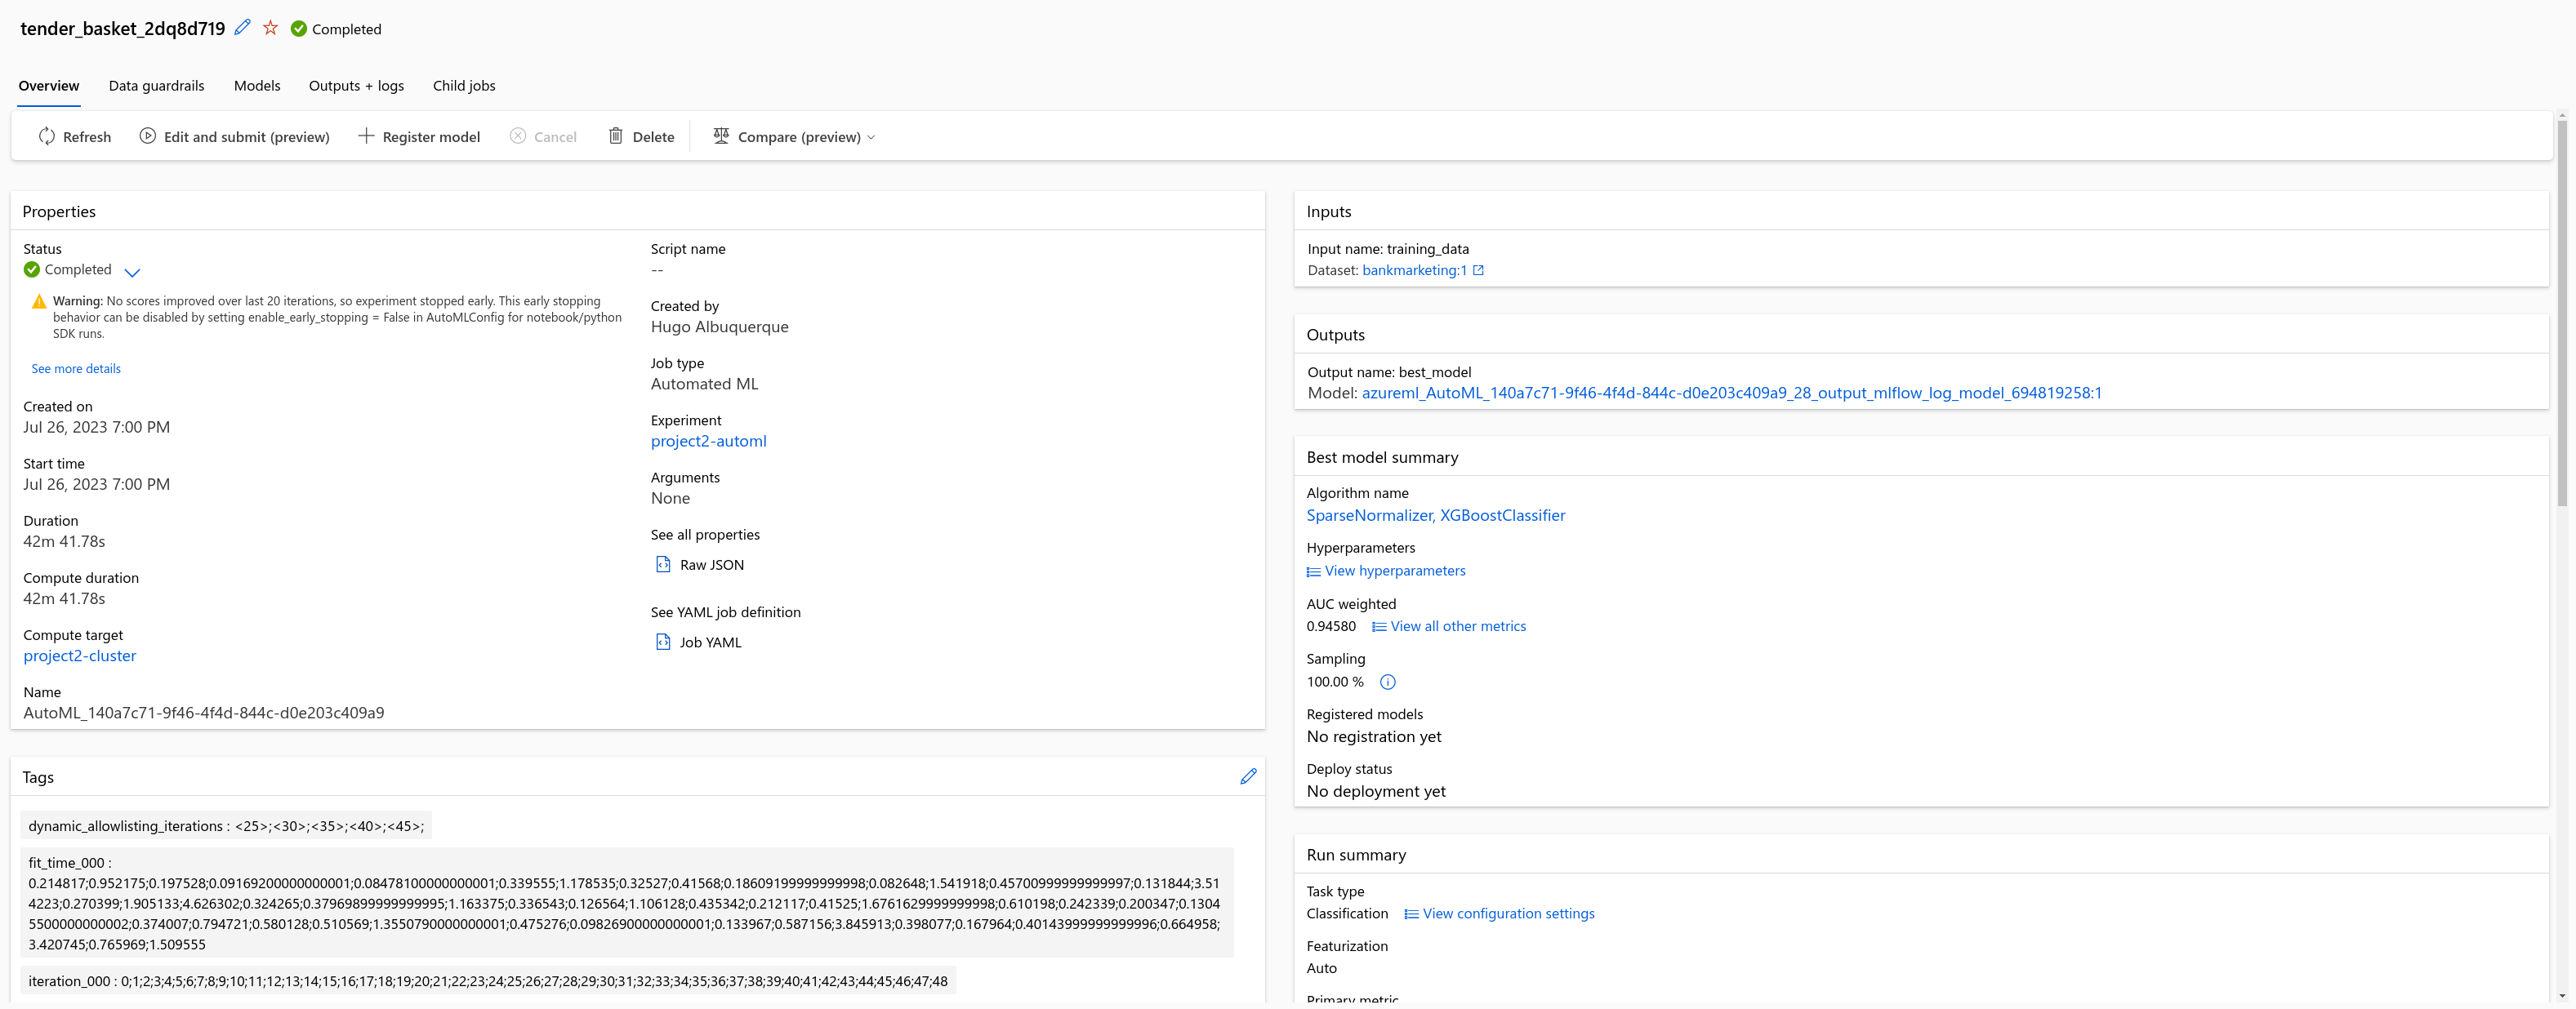 tender_basket_2dq8d719 Completed
Overview Data guardrails Models Outputs + logs Child jobs
Refresh Edit and submit (preview) Register model Cancel Delete Compare (preview)
Properties
Status
Completed
Warning: No scores improved over last 20 iterations, so experiment stopped early. This early stopping
behavior can be disabled by setting enable_early_stopping = False in AutoMLConfig for notebook/python
SDK runs.
See more details
Created on
Jul 26, 2023 7:00 PM
Start time
Jul 26, 2023 7:00 PM
Duration
42m 41.78s
Compute duration
42m 41.78s
Compute target
project2-cluster
Name
AutoML_140a7c71-9f46-4f4d-844c-d0e203c409a9
Script name
--
Created by
Hugo Albuquerque
Job type
Automated ML
Experiment
project2-automl
Arguments
None
See all properties
Raw JSON
See YAML job definition
Job YAML
Tags
dynamic_allowlisting_iterations : <25>;<30>;<35>;<40>;<45>;
fit_time_000 :
0.214817;0.952175;0.197528;0.09169200000000001;0.08478100000000001;0.339555;1.178535;0.32527;0.41568;0.18609199999999998;0.082648;1.541918;0.45700999999999997;0.131844;3.51
4223;0.270399;1.905133;4.626302;0.324265;0.37969899999999995;1.163375;0.336543;0.126564;1.106128;0.435342;0.212117;0.41525;1.6761629999999998;0.610198;0.242339;0.200347;0.1304
5500000000002;0.374007;0.794721;0.580128;0.510569;1.3550790000000001;0.475276;0.09826900000000001;0.133967;0.587156;3.845913;0.398077;0.167964;0.40143999999999996;0.664958;
3.420745;0.765969;1.509555
iteration_000 : 0;1;2;3;4;5;6;7;8;9;10;11;12;13;14;15;16;17;18;19;20;21;22;23;24;25;26;27;28;29;30;31;32;33;34;35;36;37;38;39;40;41;42;43;44;45;46;47;48
Inputs
Input name: training_data
Dataset: bankmarketing:1
Outputs
Output name: best_model
Model: azureml_AutoML_140a7c71-9f46-4f4d-844c-d0e203c409a9_28_output_mlflow_log_model_694819258:1
Best model summary
Algorithm name
SparseNormalizer, XGBoostClassifier
Hyperparameters
View hyperparameters
AUC weighted
0.94580 View all other metrics
Sampling
100.00 %
Registered models
No registration yet
Deploy status
No deployment yet
Run summary
Task type
Classification View configuration settings
Featurization
Auto
Primary metric